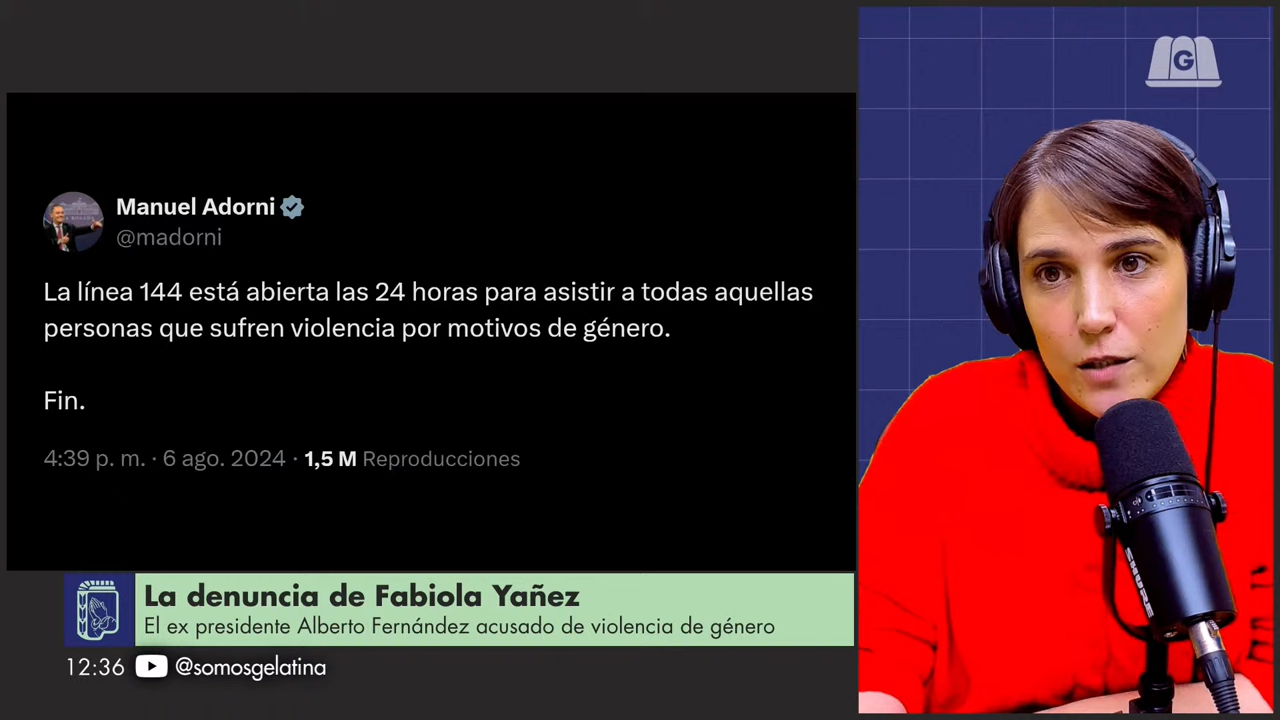 G
Manuel Adorni
@madorni
La línea 144 está abierta las 24 horas para asistir a todas aquellas
personas que sufren violencia por motivos de género.
Fin.
4:39 p. m. · 6 ago. 2024 · 1,5 M Reproducciones
SHURE
La denuncia de Fabiola Yañez
El ex presidente Alberto Fernández acusado de violencia de género
12:36 @somosgelatina